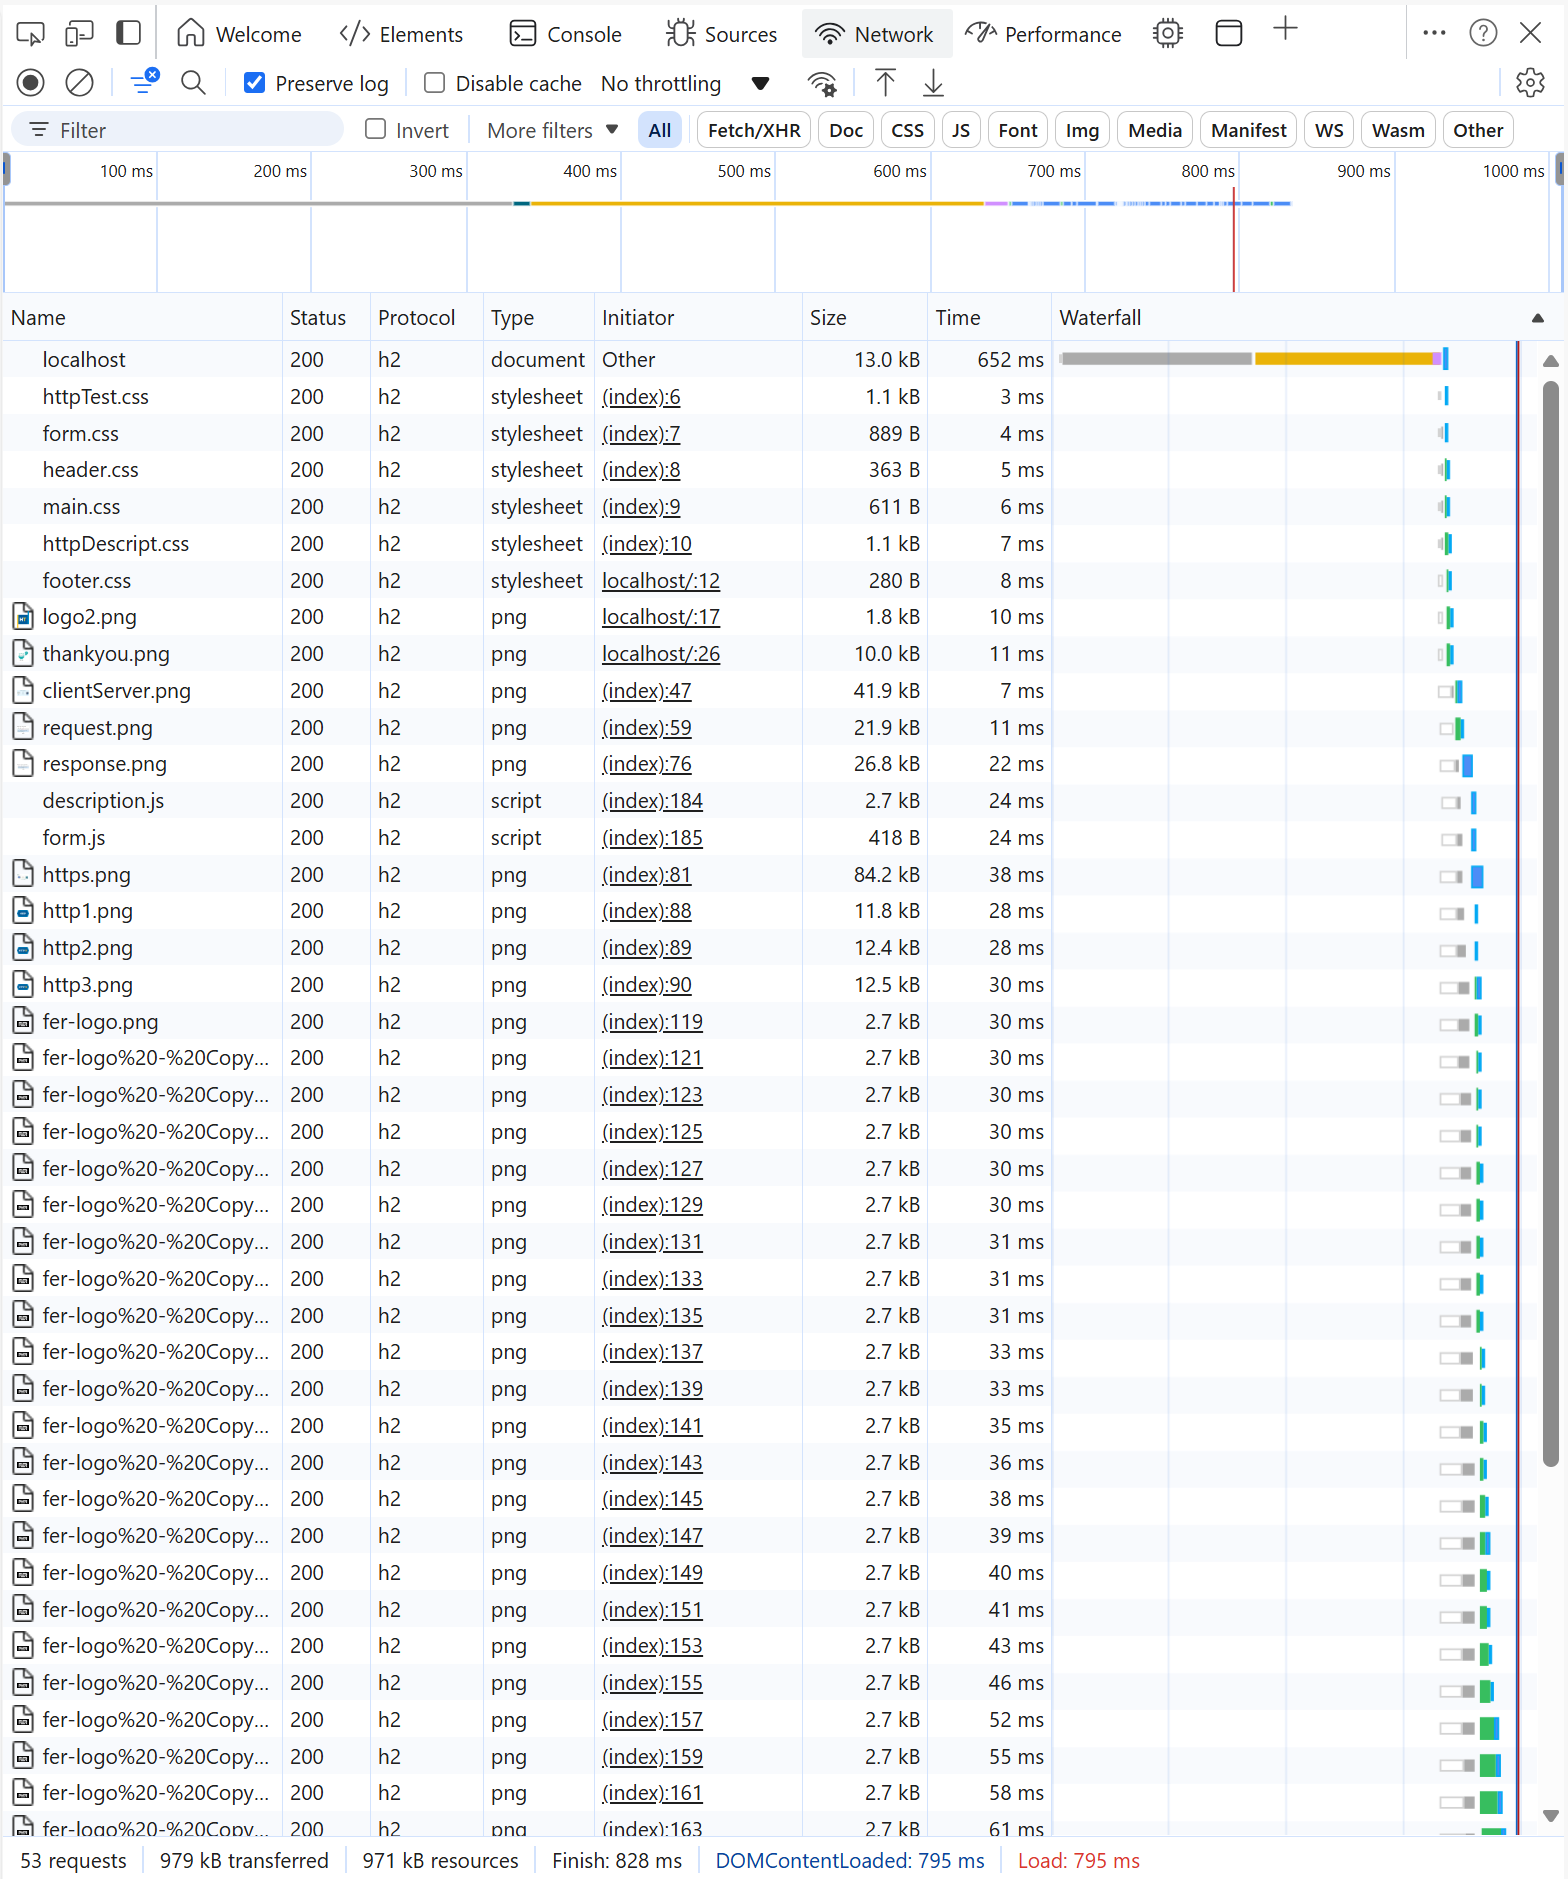 Welcome Elements Console Sources Network Performance
Preserve log Disable cache No throttling
Filter Invert More filters All Fetch/XHR Doc CSS JS Font Img Media Manifest WS Wasm Other
100 ms 200 ms 300 ms 400 ms 500 ms 600 ms 700 ms 800 ms 900 ms 1000 ms
Name Status Protocol Type Initiator Size Time Waterfall
localhost 200 h2 document Other 13.0 kB 652 ms
httpTest.css 200 h2 stylesheet (index):6 1.1 kB 3 ms
form.css 200 h2 stylesheet (index):7 889 B 4 ms
header.css 200 h2 stylesheet (index):8 363 B 5 ms
main.css 200 h2 stylesheet (index):9 611 B 6 ms
httpDescript.css 200 h2 stylesheet (index):10 1.1 kB 7 ms
footer.css 200 h2 stylesheet localhost/:12 280 B 8 ms
logo2.png 200 h2 png localhost/:17 1.8 kB 10 ms
thankyou.png 200 h2 png localhost/:26 10.0 kB 11 ms
clientServer.png 200 h2 png (index):47 41.9 kB 7 ms
request.png 200 h2 png (index):59 21.9 kB 11 ms
response.png 200 h2 png (index):76 26.8 kB 22 ms
description.js 200 h2 script (index):184 2.7 kB 24 ms
form.js 200 h2 script (index):185 418 B 24 ms
https.png 200 h2 png (index):81 84.2 kB 38 ms
http1.png 200 h2 png (index):88 11.8 kB 28 ms
http2.png 200 h2 png (index):89 12.4 kB 28 ms
http3.png 200 h2 png (index):90 12.5 kB 30 ms
fer-logo.png 200 h2 png (index):119 2.7 kB 30 ms
fer-logo%20-%20Copy... 200 h2 png (index):121 2.7 kB 30 ms
fer-logo%20-%20Copy... 200 h2 png (index):123 2.7 kB 30 ms
fer-logo%20-%20Copy... 200 h2 png (index):125 2.7 kB 30 ms
fer-logo%20-%20Copy... 200 h2 png (index):127 2.7 kB 30 ms
fer-logo%20-%20Copy... 200 h2 png (index):129 2.7 kB 30 ms
fer-logo%20-%20Copy... 200 h2 png (index):131 2.7 kB 31 ms
fer-logo%20-%20Copy... 200 h2 png (index):133 2.7 kB 31 ms
fer-logo%20-%20Copy... 200 h2 png (index):135 2.7 kB 31 ms
fer-logo%20-%20Copy... 200 h2 png (index):137 2.7 kB 33 ms
fer-logo%20-%20Copy... 200 h2 png (index):139 2.7 kB 33 ms
fer-logo%20-%20Copy... 200 h2 png (index):141 2.7 kB 35 ms
fer-logo%20-%20Copy... 200 h2 png (index):143 2.7 kB 36 ms
fer-logo%20-%20Copy... 200 h2 png (index):145 2.7 kB 38 ms
fer-logo%20-%20Copy... 200 h2 png (index):147 2.7 kB 39 ms
fer-logo%20-%20Copy... 200 h2 png (index):149 2.7 kB 40 ms
fer-logo%20-%20Copy... 200 h2 png (index):151 2.7 kB 41 ms
fer-logo%20-%20Copy... 200 h2 png (index):153 2.7 kB 43 ms
fer-logo%20-%20Copy... 200 h2 png (index):155 2.7 kB 46 ms
fer-logo%20-%20Copy... 200 h2 png (index):157 2.7 kB 52 ms
fer-logo%20-%20Copy... 200 h2 png (index):159 2.7 kB 55 ms
fer-logo%20-%20Copy... 200 h2 png (index):161 2.7 kB 58 ms
fer-logo%20-%20Copy... 200 h2 png (index):163 2.7 kB 61 ms
53 requests 979 kB transferred 971 kB resources Finish: 828 ms DOMContentLoaded: 795 ms Load: 795 ms